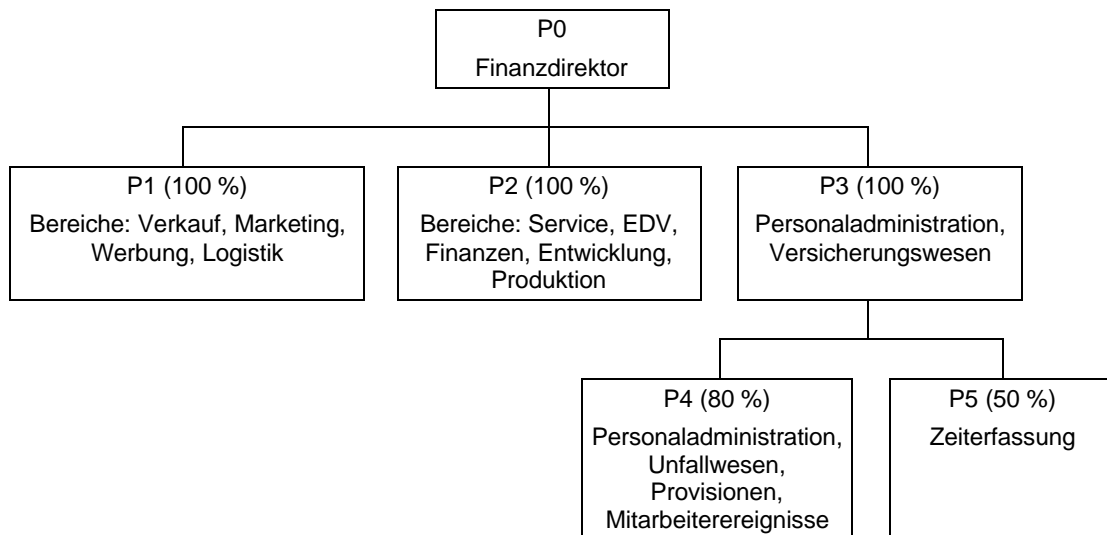 P0
Finanzdirektor
P1 (100 %)
Bereiche: Verkauf, Marketing,
Werbung, Logistik
P2 (100 %)
Bereiche: Service, EDV,
Finanzen, Entwicklung,
Produktion
P3 (100 %)
Personaladministration,
Versicherungswesen
P4 (80 %)
Personaladministration,
Unfallwesen,
Provisionen,
Mitarbeiterereignisse
P5 (50 %)
Zeiterfassung